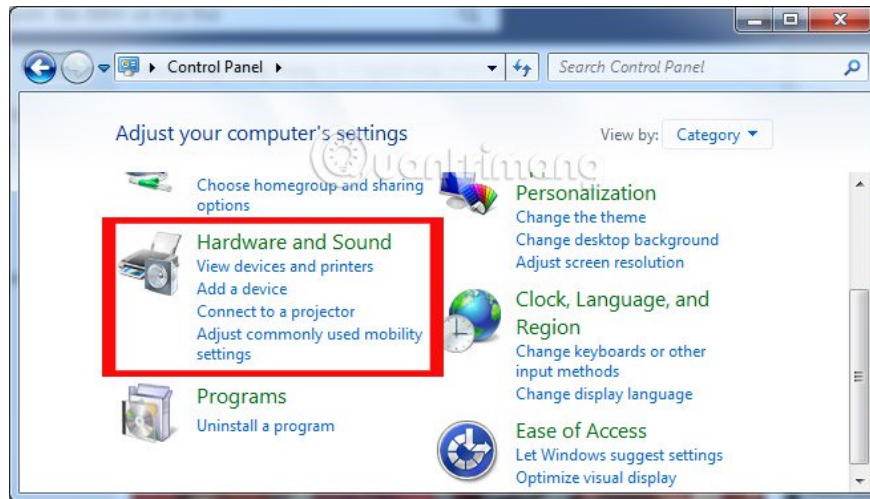 Control Panel
Search Control Panel
Adjust your computer's settings
View by: Category
Quantrimang
Choose homegroup and sharing
options
Hardware and Sound
View devices and printers
Add a device
Connect to a projector
Adjust commonly used mobility
settings
Programs
Uninstall a program
Personalization
Change the theme
Change desktop background
Adjust screen resolution
Clock, Language, and
Region
Change keyboards or other
input methods
Change display language
Ease of Access
Let Windows suggest settings
Optimize visual display